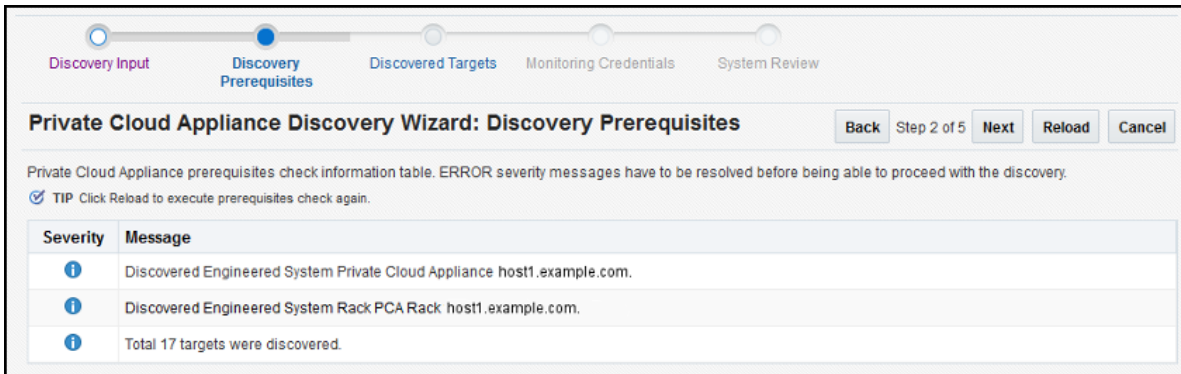 Discovery Input
Discovery
Prerequisites
Discovered Targets
Monitoring Credentials
System Review
Private Cloud Appliance Discovery Wizard: Discovery Prerequisites
Back Step 2 of 5 Next Reload Cancel
Private Cloud Appliance prerequisites check information table. ERROR severity messages have to be resolved before being able to proceed with the discovery.
TIP Click Reload to execute prerequisites check again.
Severity Message
Discovered Engineered System Private Cloud Appliance host1.example.com.
Discovered Engineered System Rack PCA Rack host1.example.com.
Total 17 targets were discovered.